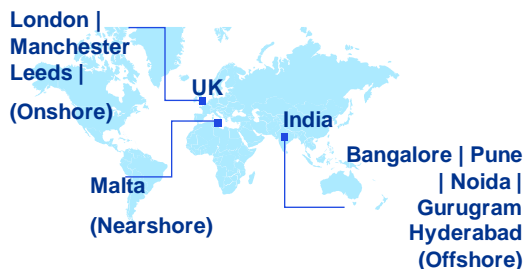 London |
Manchester
Leeds |
(Onshore)
UK
India
Malta
(Nearshore)
Bangalore | Pune
| Noida |
Gurugram
Hyderabad
(Offshore)